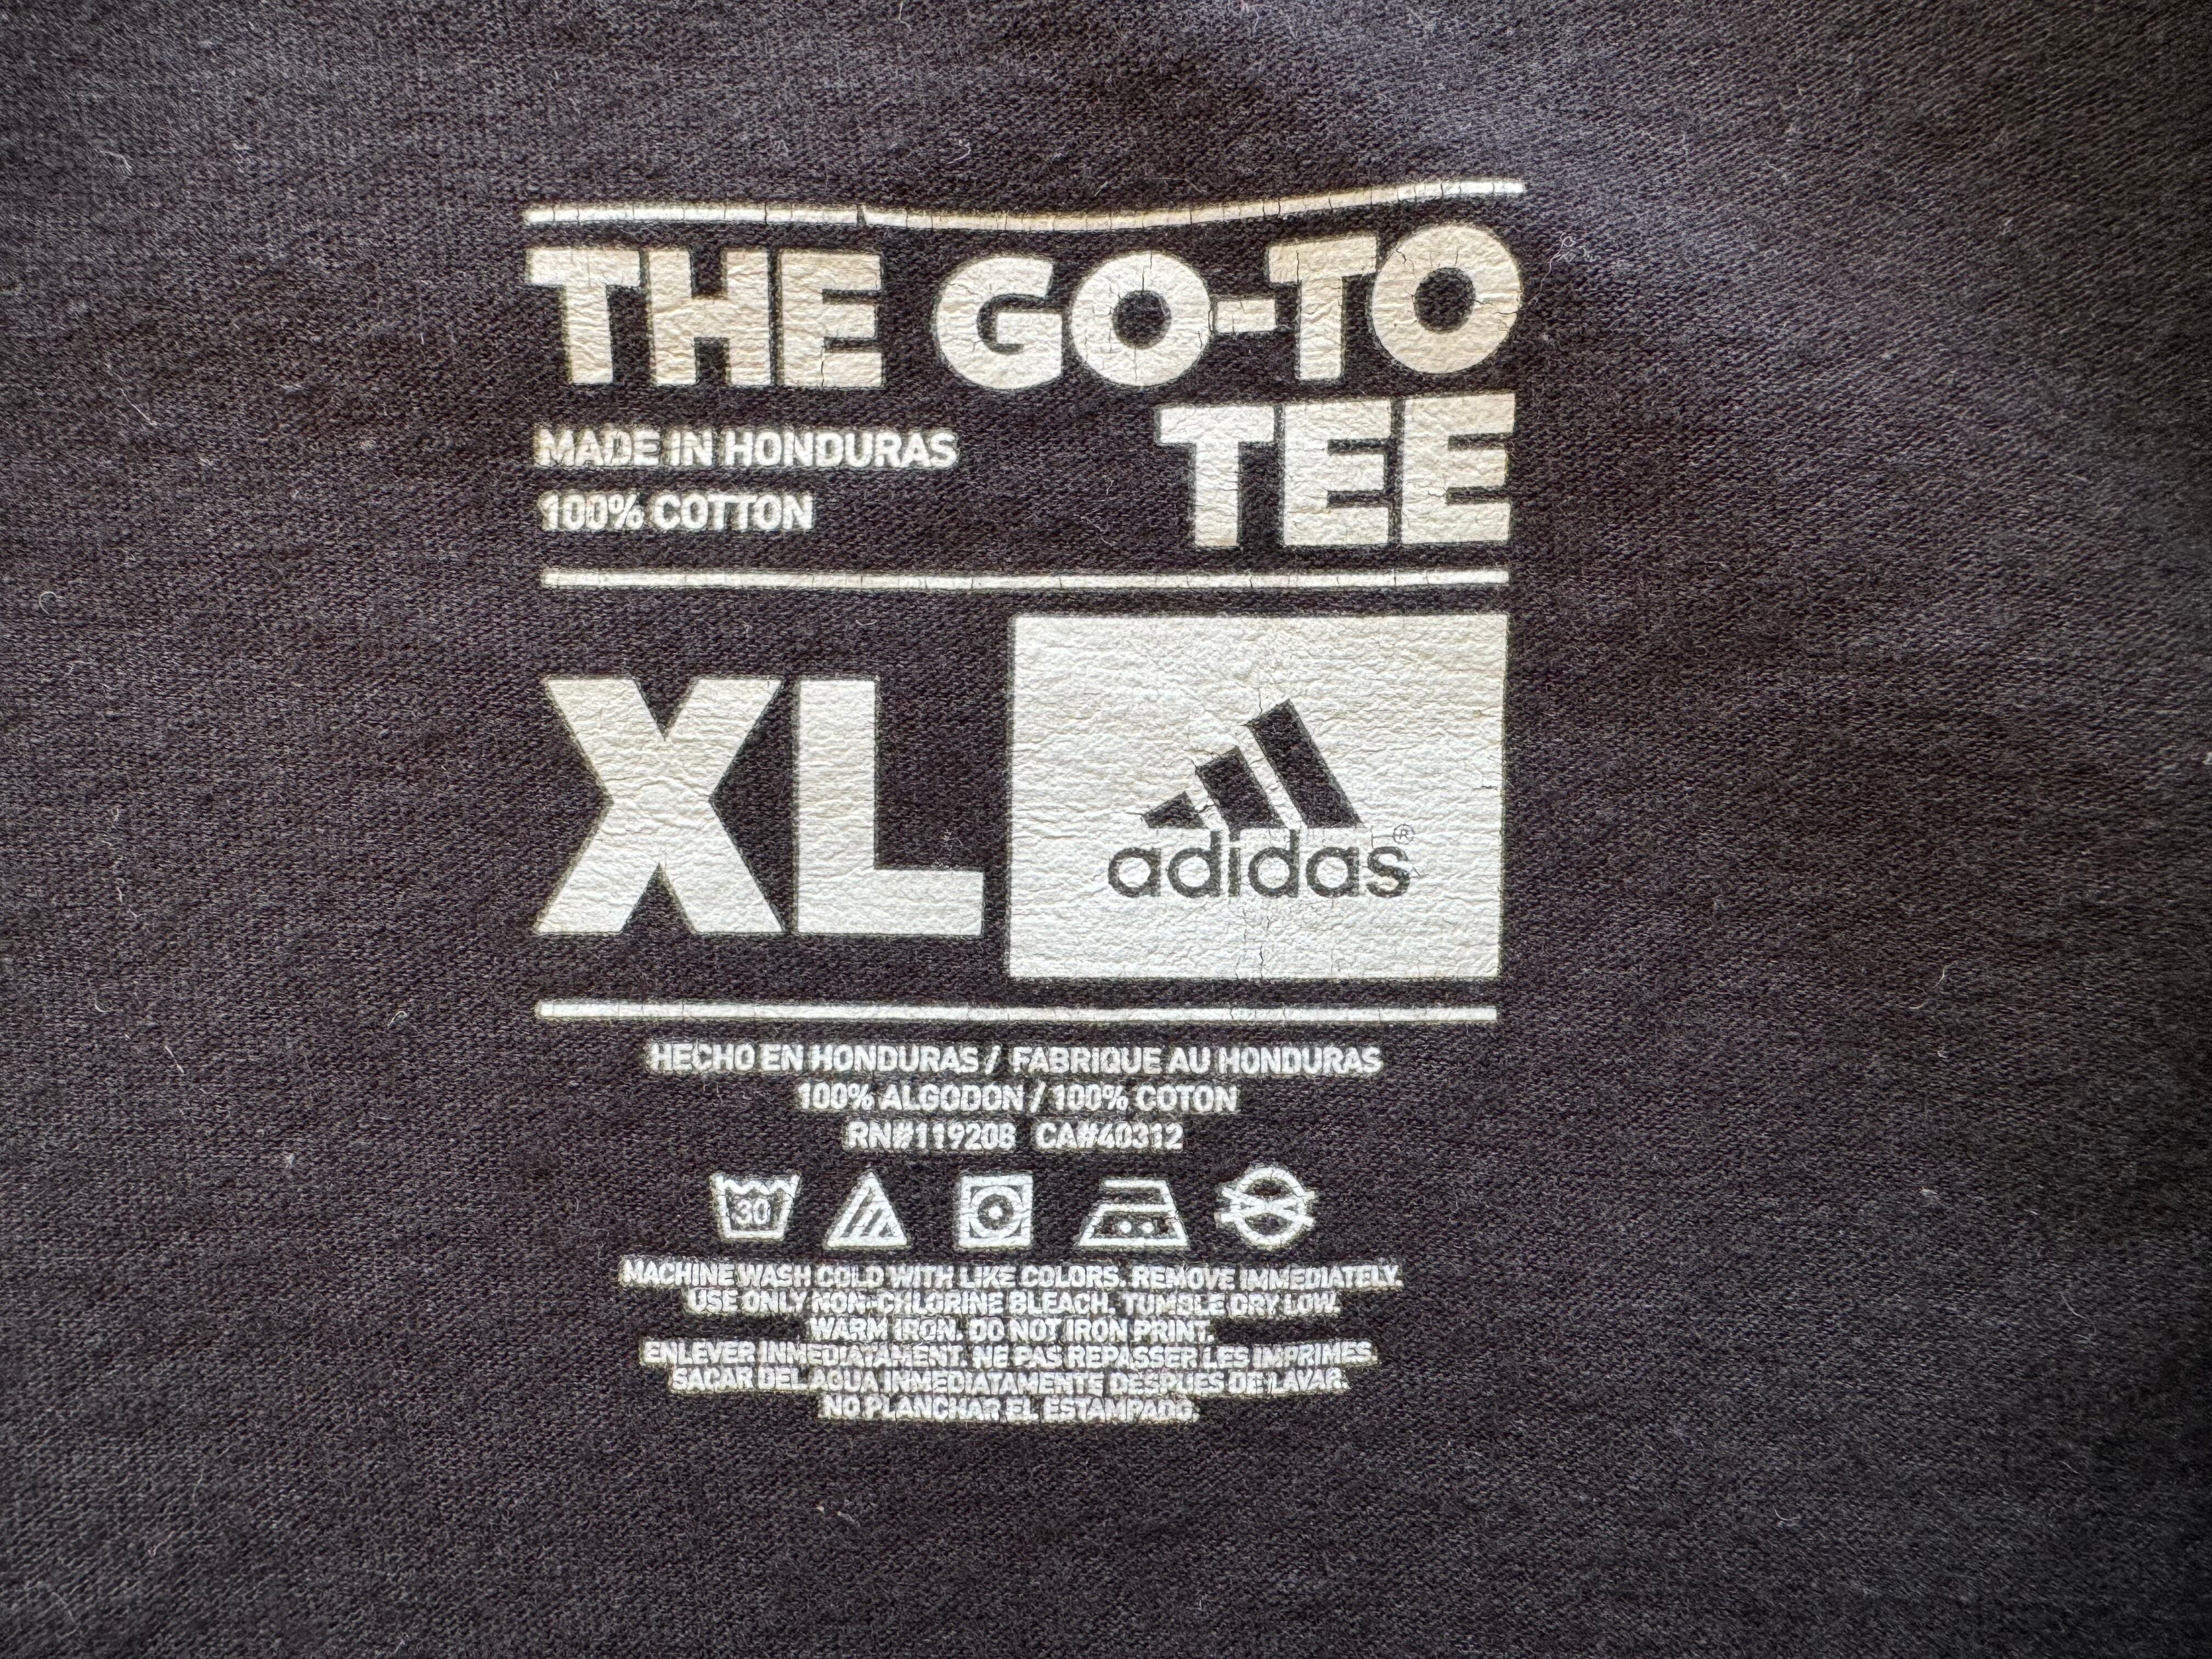 THE GO-TO
TEE
MADE IN HONDURAS
100% COTTON
XL
adidas®
HECHO EN HONDURAS / FABRIQUE AU HONDURAS
100% ALGODON / 100% COTON
RN#119208 CA#40312
30
MACHINE WASH COLD WITH LIKE COLORS. REMOVE IMMEDIATELY.
USE ONLY NON-CHLORINE BLEACH. TUMBLE DRY LOW.
WARM IRON. DO NOT IRON PRINT.
ENLEVER INMEDIATAMENT. NE PAS REPASSER LES IMPRIMES.
SACAR DEL AGUA INMEDIATAMENTE DESPUES DE LAVAR.
NO PLANCHAR EL ESTAMPADO.